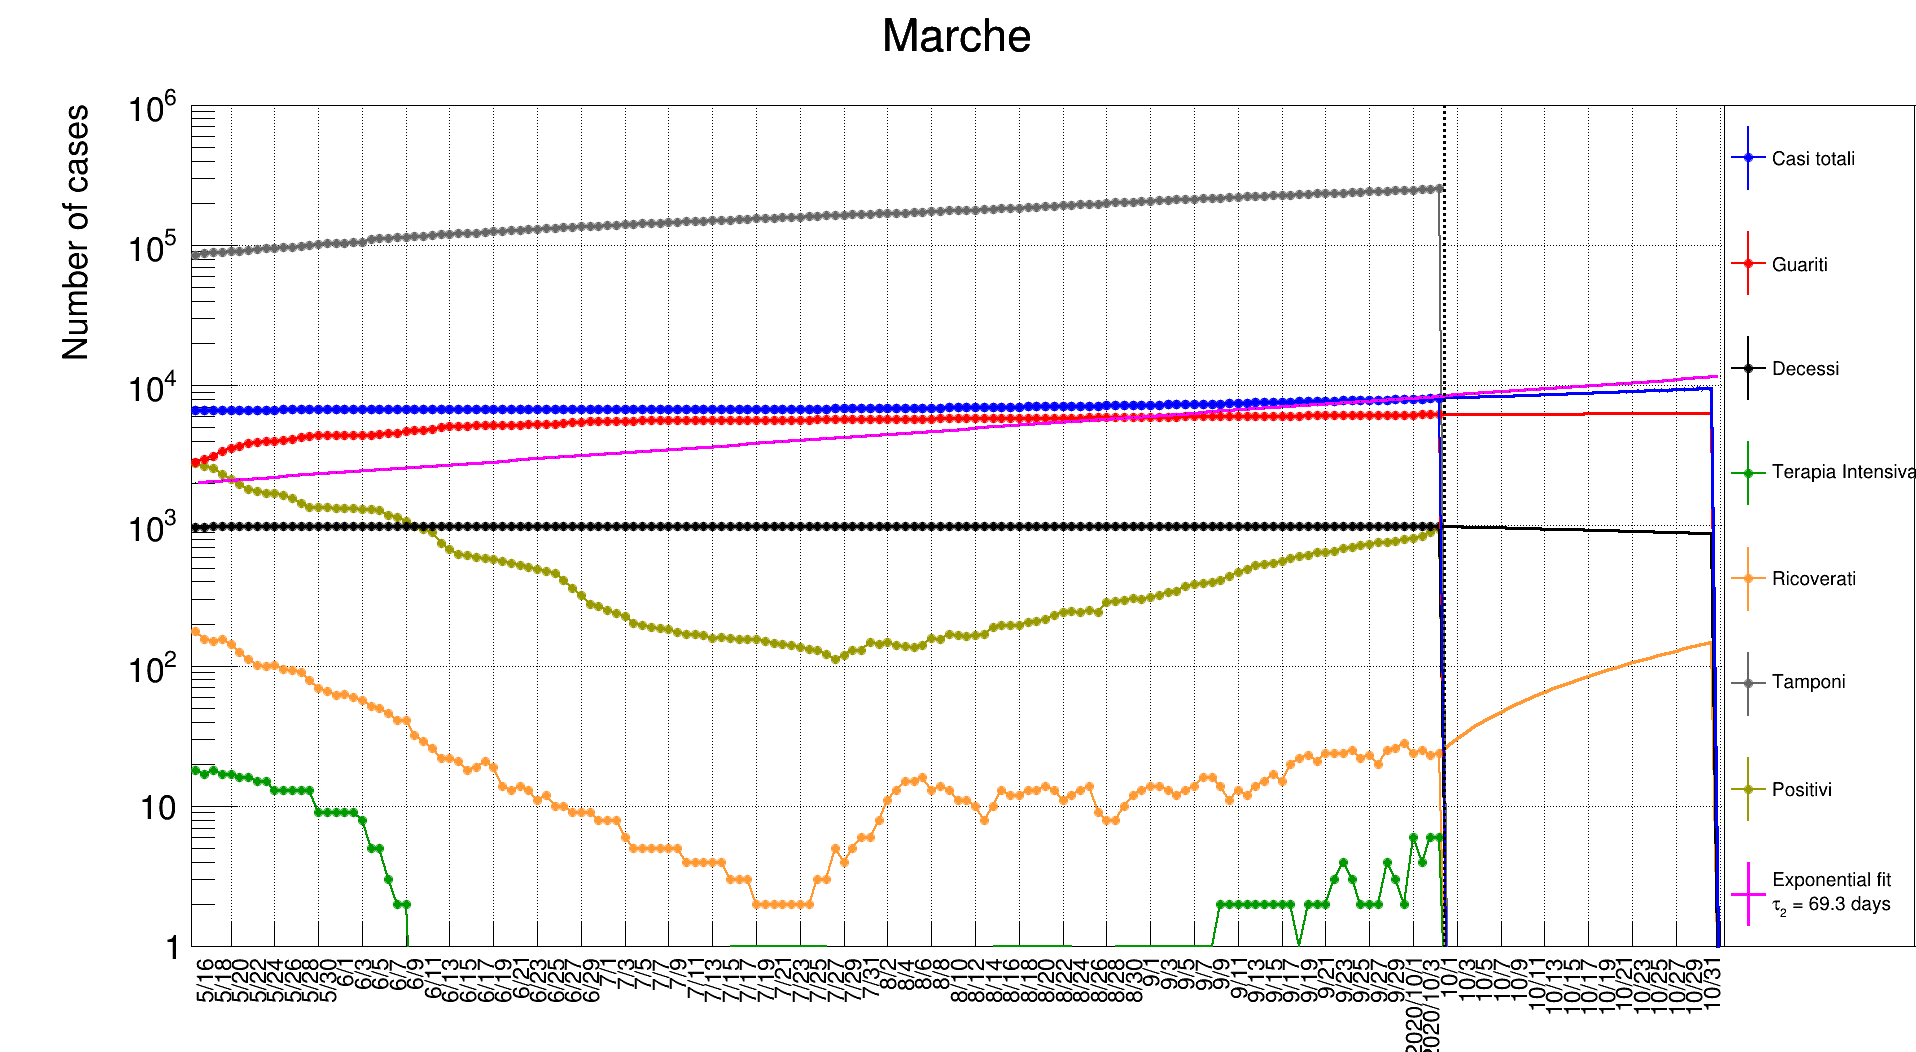 Marche
Number of cases
10^6
10^5
10^4
10^3
10^2
10
1
5/16 5/18 5/20 5/22 5/24 5/26 5/28 5/30 6/1 6/3 6/5 6/7 6/9 6/11 6/13 6/15 6/17 6/19 6/21 6/23 6/25 6/27 6/29 7/1 7/3 7/5 7/7 7/9 7/11 7/13 7/15 7/17 7/19 7/21 7/23 7/25 7/27 7/29 7/31 8/2 8/4 8/6 8/8 8/10 8/12 8/14 8/16 8/18 8/20 8/22 8/24 8/26 8/28 8/30 9/1 9/3 9/5 9/7 9/9 9/11 9/13 9/15 9/17 9/19 9/21 9/23 9/25 9/27 9/29 2020/10/1 2020/10/3 10/1 10/3 10/5 10/7 10/9 10/11 10/13 10/15 10/17 10/19 10/21 10/23 10/25 10/27 10/29 10/31
Casi totali
Guariti
Decessi
Terapia Intensiva
Ricoverati
Tamponi
Positivi
Exponential fit
τ₂ = 69.3 days